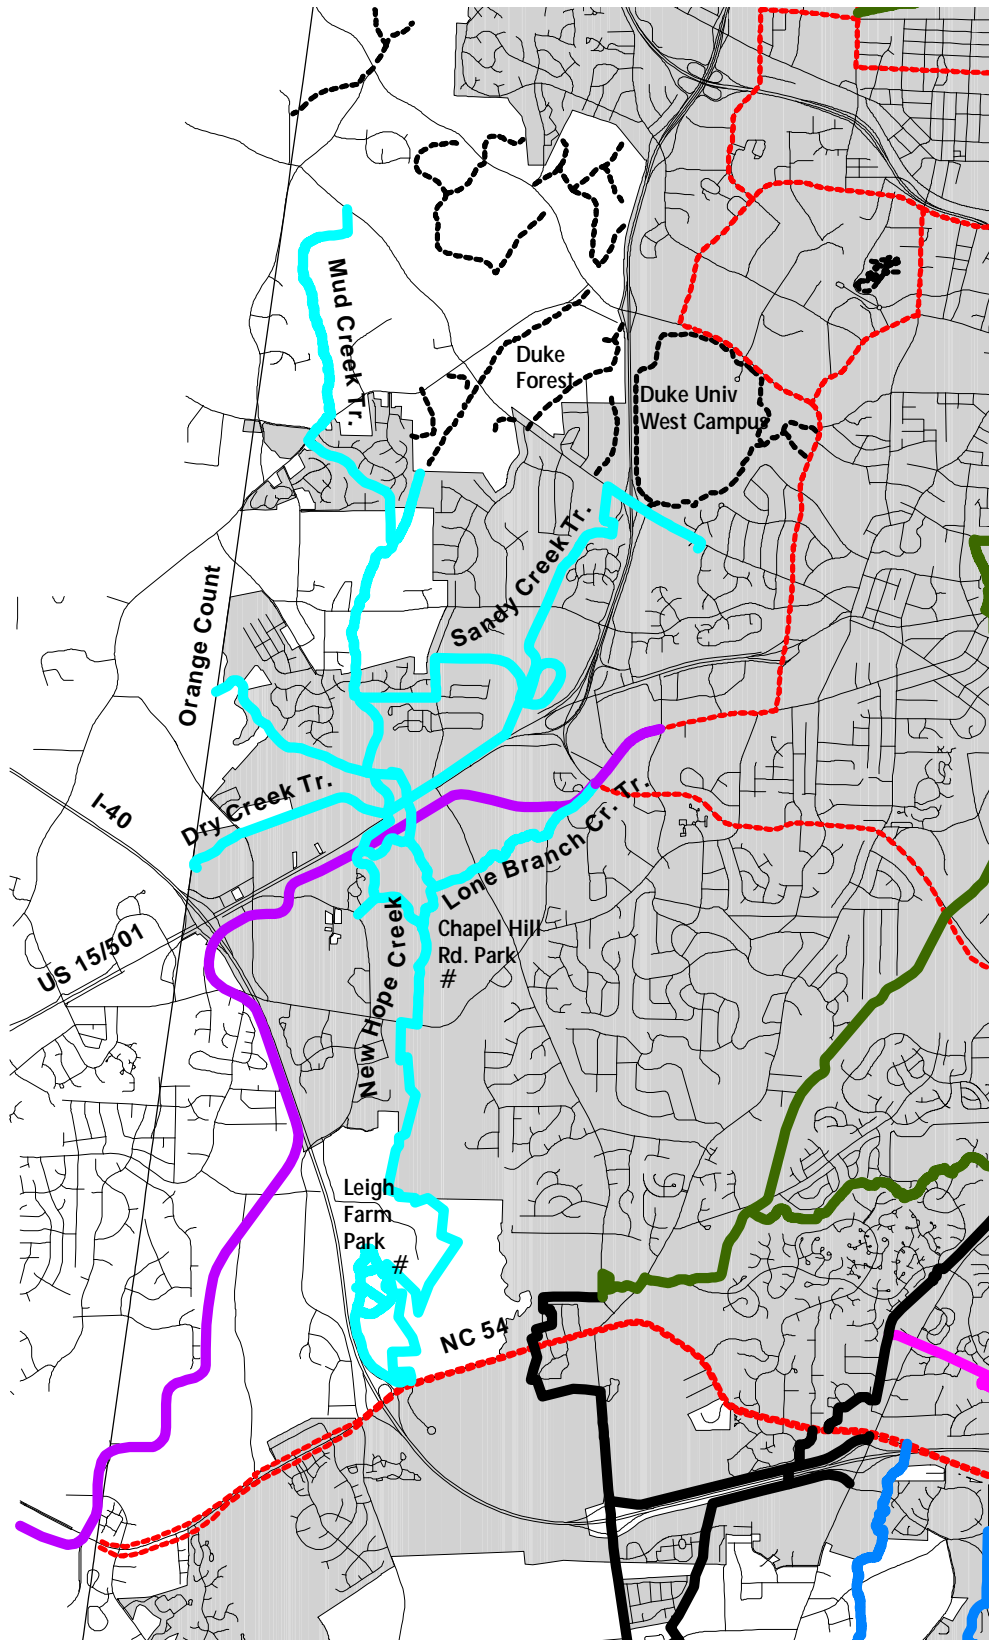 Mud Creek Tr.
Duke
Forest
Duke Univ
West Campus
Sandy Creek Tr.
Orange Count
I-40
Dry Creek Tr.
Lone Branch Cr. Tr.
US 15/501
New Hope Creek
Chapel Hill
Rd. Park
#
Leigh
Farm
Park
#
NC 54